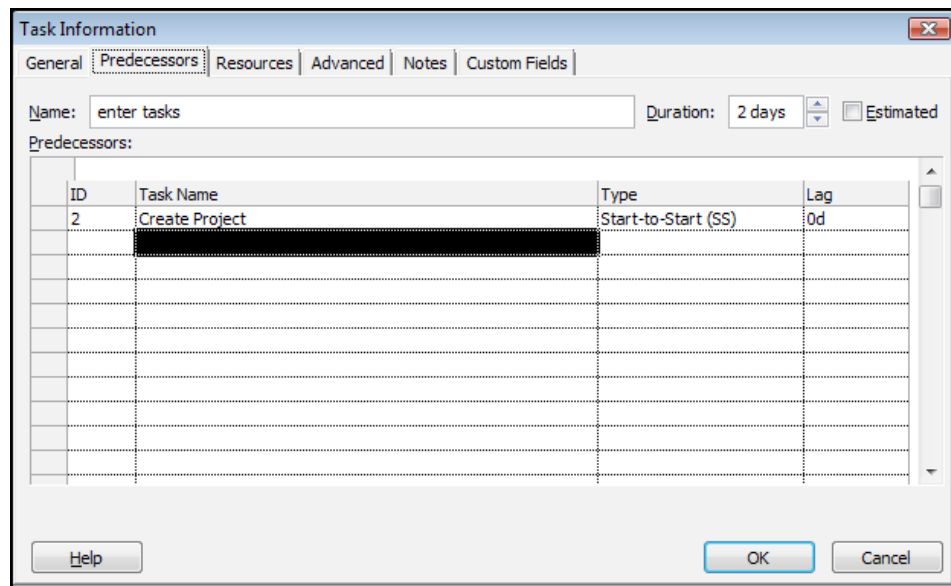 Task Information
General Predecessors Resources Advanced Notes Custom Fields
Name: enter tasks Duration: 2 days Estimated
Predecessors:
ID Task Name Type Lag
2 Create Project Start-to-Start (SS) 0d
Help OK Cancel